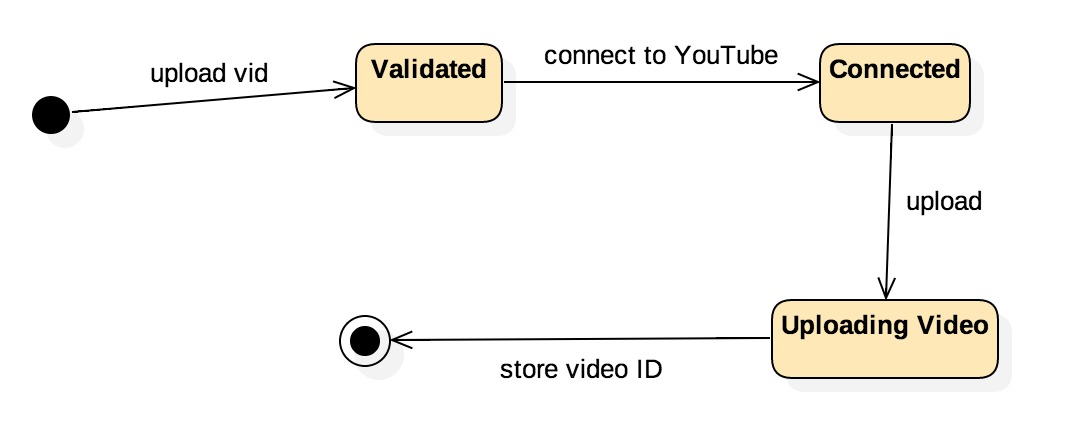 upload vid
Validated
connect to YouTube
Connected
upload
Uploading Video
store video ID